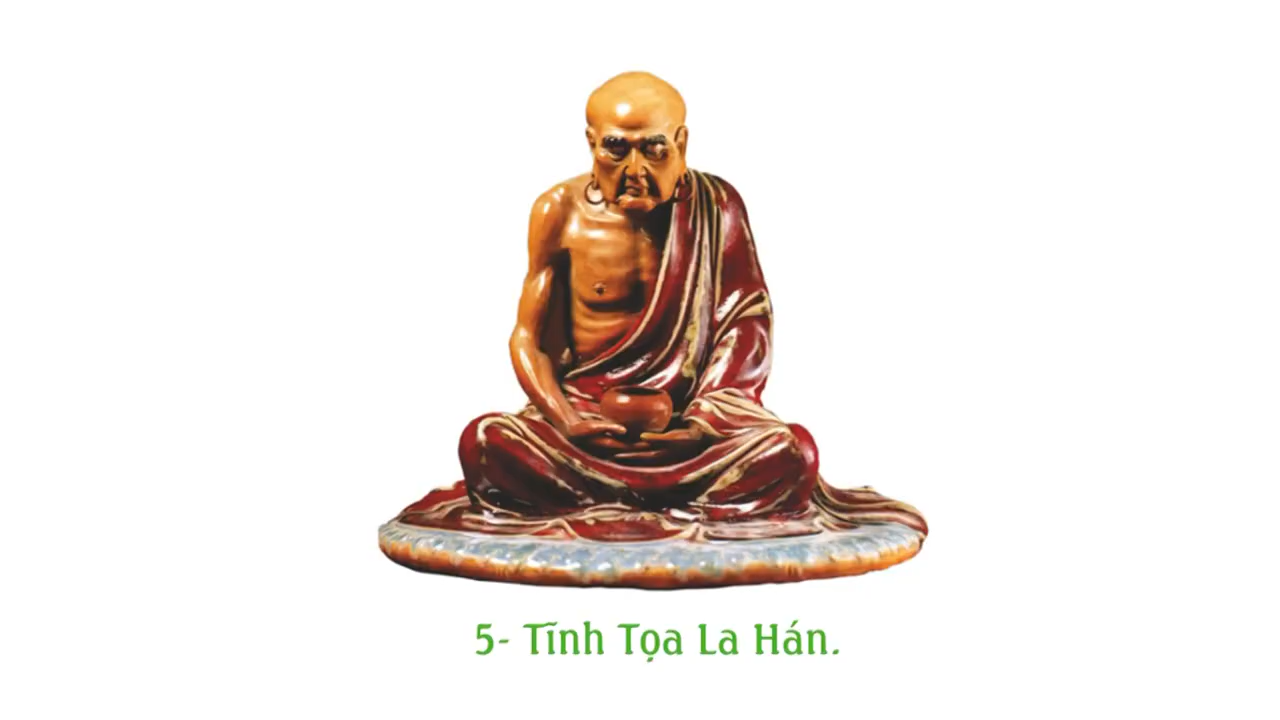 5- Tĩnh Tọa La Hán.